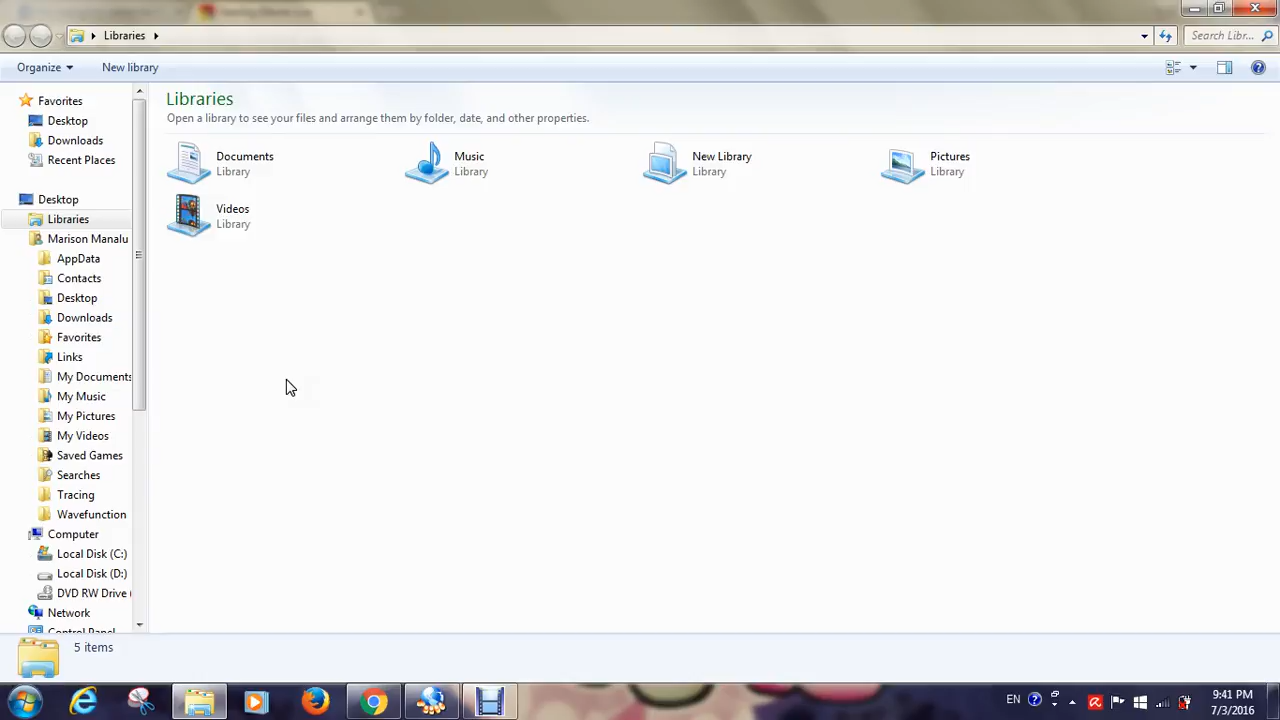 Libraries
Search Libr...
Organize
New library
Favorites
Desktop
Downloads
Recent Places
Desktop
Libraries
Marison Manalu
AppData
Contacts
Desktop
Downloads
Favorites
Links
My Documents
My Music
My Pictures
My Videos
Saved Games
Searches
Tracing
Wavefunction
Computer
Local Disk (C:)
Local Disk (D:)
DVD RW Drive (
Network
Control Panel
Libraries
Open a library to see your files and arrange them by folder, date, and other properties.
Documents
Library
Music
Library
New Library
Library
Pictures
Library
Videos
Library
5 items
EN
9:41 PM
7/3/2016